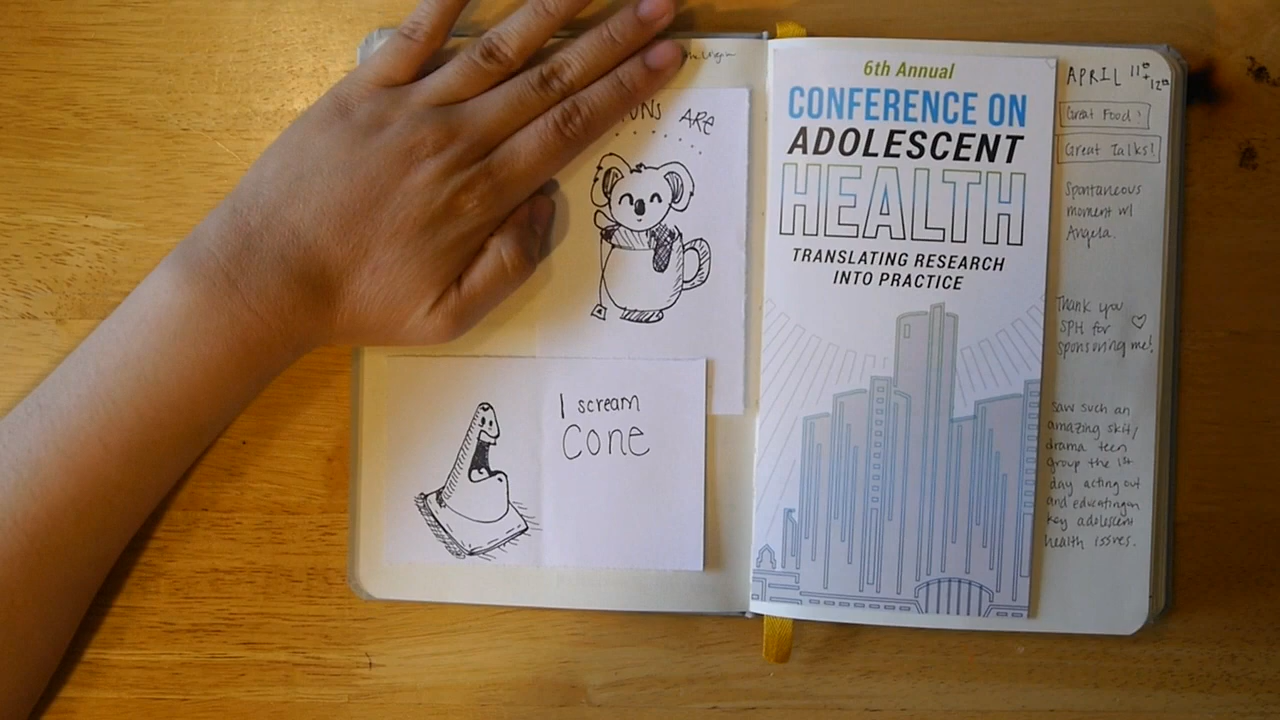 ARE
I scream
CONE
6th Annual
CONFERENCE ON
ADOLESCENT
HEALTH
TRANSLATING RESEARCH
INTO PRACTICE
APRIL 11th + 12th
Great Food!
Great Talks!
Spontaneous
moment w/
Angela.
Thank you
SPH for
sponsoring me!
saw such an
amazing skit/
drama teen
group the 1st
day acting out
and educating on
key adolescent
health issues.